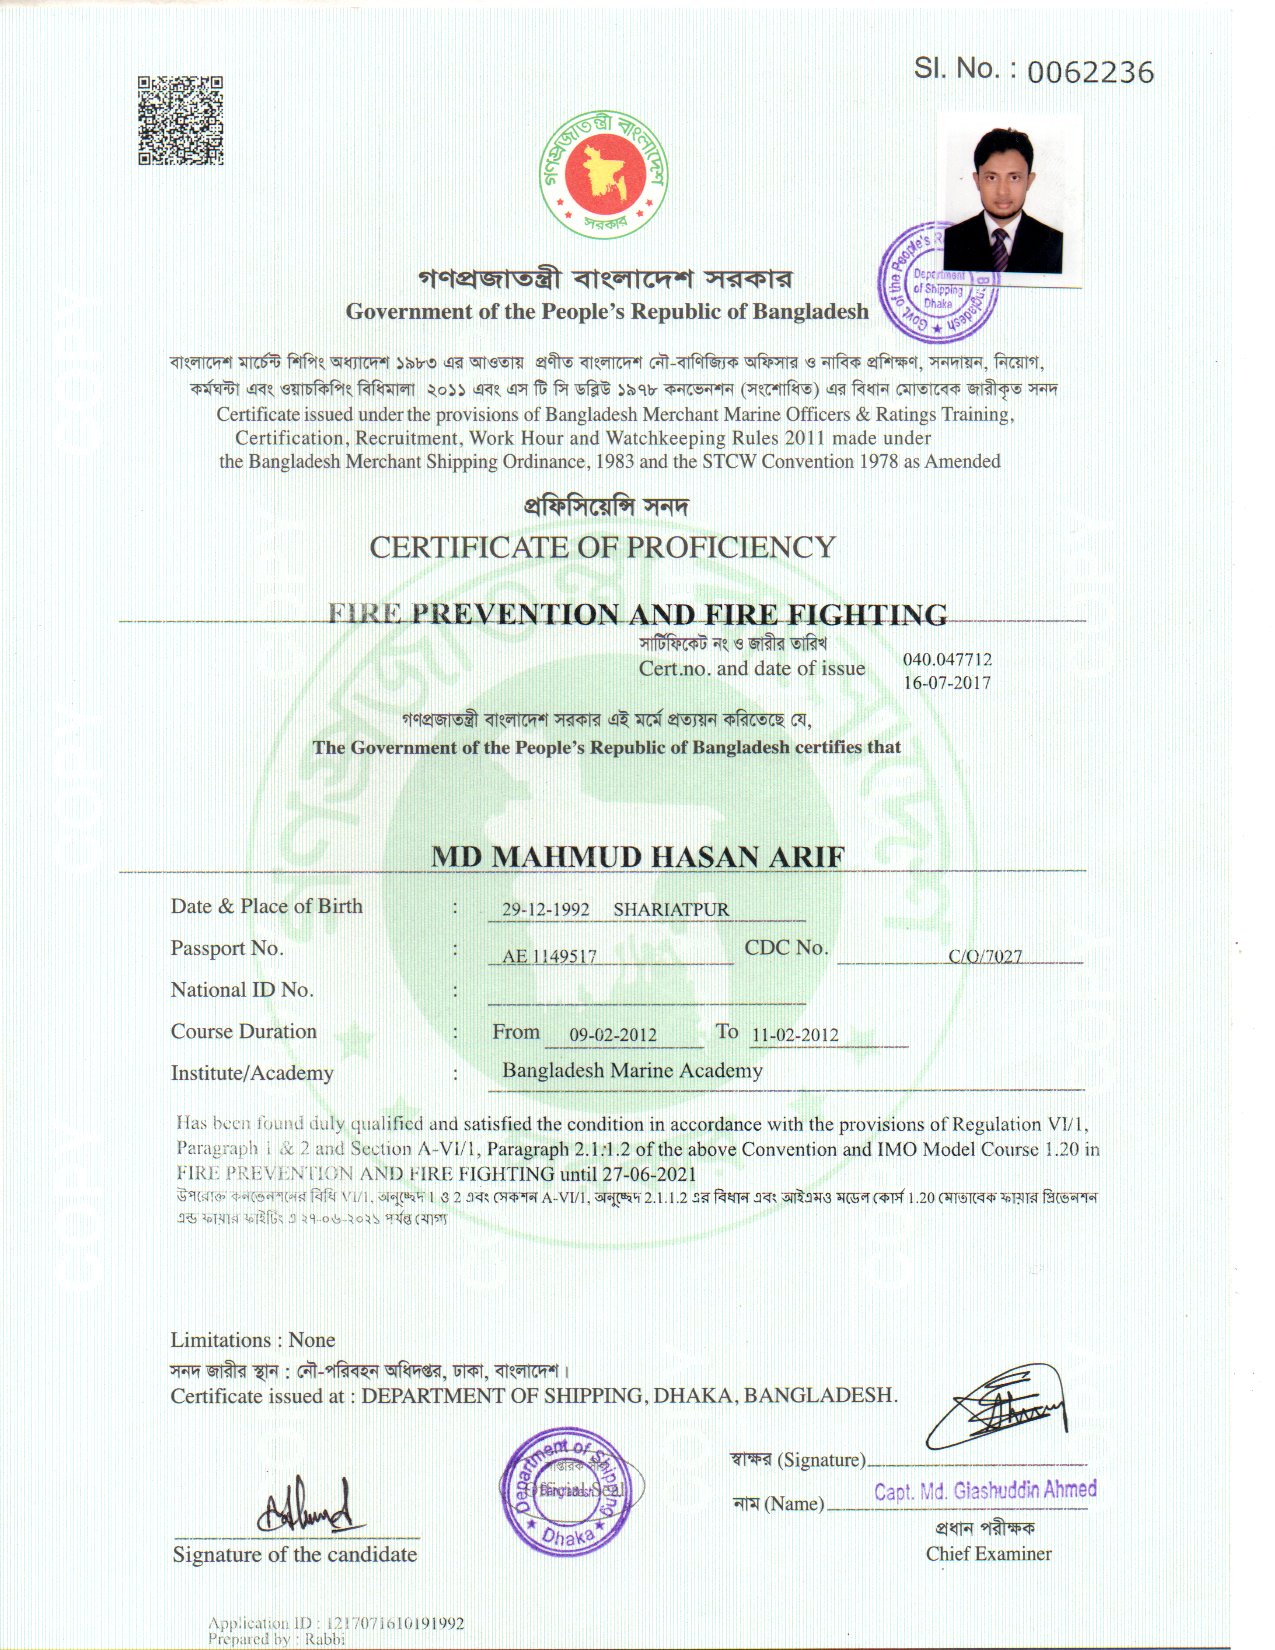 Sl. No. : 0062236
গণপ্রজাতন্ত্রী বাংলাদেশ
সরকার
Govt. of the People's R
Bangladesh
Department
of Shipping
Dhaka
গণপ্রজাতন্ত্রী বাংলাদেশ সরকার
Government of the People's Republic of Bangladesh
বাংলাদেশ মার্চেন্ট শিপিং অধ্যাদেশ ১৯৮৩ এর আওতায় প্রণীত বাংলাদেশ নৌ-বাণিজ্যিক অফিসার ও নাবিক প্রশিক্ষণ, সনদায়ন, নিয়োগ,
কর্মঘন্টা এবং ওয়াচকিপিং বিধিমালা ২০১১ এবং এস টি সি ডব্লিউ ১৯৭৮ কনভেনশন (সংশোধিত) এর বিধান মোতাবেক জারীকৃত সনদ
Certificate issued under the provisions of Bangladesh Merchant Marine Officers & Ratings Training,
Certification, Recruitment, Work Hour and Watchkeeping Rules 2011 made under
the Bangladesh Merchant Shipping Ordinance, 1983 and the STCW Convention 1978 as Amended
প্রফিসিয়েন্সি সনদ
CERTIFICATE OF PROFICIENCY
FIRE PREVENTION AND FIRE FIGHTING
সার্টিফিকেট নং ও জারীর তারিখ
Cert.no. and date of issue 040.047712
16-07-2017
গণপ্রজাতন্ত্রী বাংলাদেশ সরকার এই মর্মে প্রত্যয়ন করিতেছে যে,
The Government of the People's Republic of Bangladesh certifies that
MD MAHMUD HASAN ARIF
Date & Place of Birth : 29-12-1992 SHARIATPUR
Passport No. : AE 1149517 CDC No. C/O/7027
National ID No. :
Course Duration : From 09-02-2012 To 11-02-2012
Institute/Academy : Bangladesh Marine Academy
Has been found duly qualified and satisfied the condition in accordance with the provisions of Regulation VI/1,
Paragraph 1 & 2 and Section A-VI/1, Paragraph 2.1.1.2 of the above Convention and IMO Model Course 1.20 in
FIRE PREVENTION AND FIRE FIGHTING until 27-06-2021
উপরোক্ত কনভেনশনের বিধি VI/1, অনুচ্ছেদ 1 ও 2 এবং সেকশন A-VI/1, অনুচ্ছেদ 2.1.1.2 এর বিধান এবং আইএমও মডেল কোর্স 1.20 মোতাবেক ফায়ার প্রিভেনশন
এন্ড ফায়ার ফাইটিং এ ২৭-০৬-২০২১ পর্যন্ত যোগ্য
Limitations : None
সনদ জারীর স্থান : নৌ-পরিবহন অধিদপ্তর, ঢাকা, বাংলাদেশ।
Certificate issued at : DEPARTMENT OF SHIPPING, DHAKA, BANGLADESH.
Department of Shipping
Official Seal
Bangladesh
Dhaka
স্বাক্ষর (Signature)
নাম (Name) Capt. Md. Giashuddin Ahmed
প্রধান পরীক্ষক
Chief Examiner
Signature of the candidate
Application ID : 1217071610191992
Prepared by : Rabbi